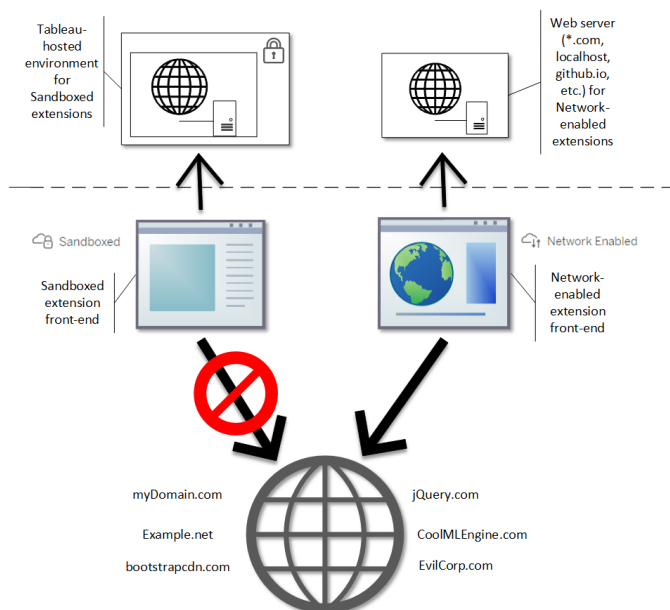 Tableau-
hosted
environment
for
Sandboxed
extensions
Web server
(*.com,
localhost,
github.io,
etc.) for
Network-
enabled
extensions
Sandboxed
Network Enabled
Sandboxed
extension
front-end
Network-
enabled
extension
front-end
myDomain.com
jQuery.com
Example.net
CoolMLEngine.com
bootstrapcdn.com
EvilCorp.com